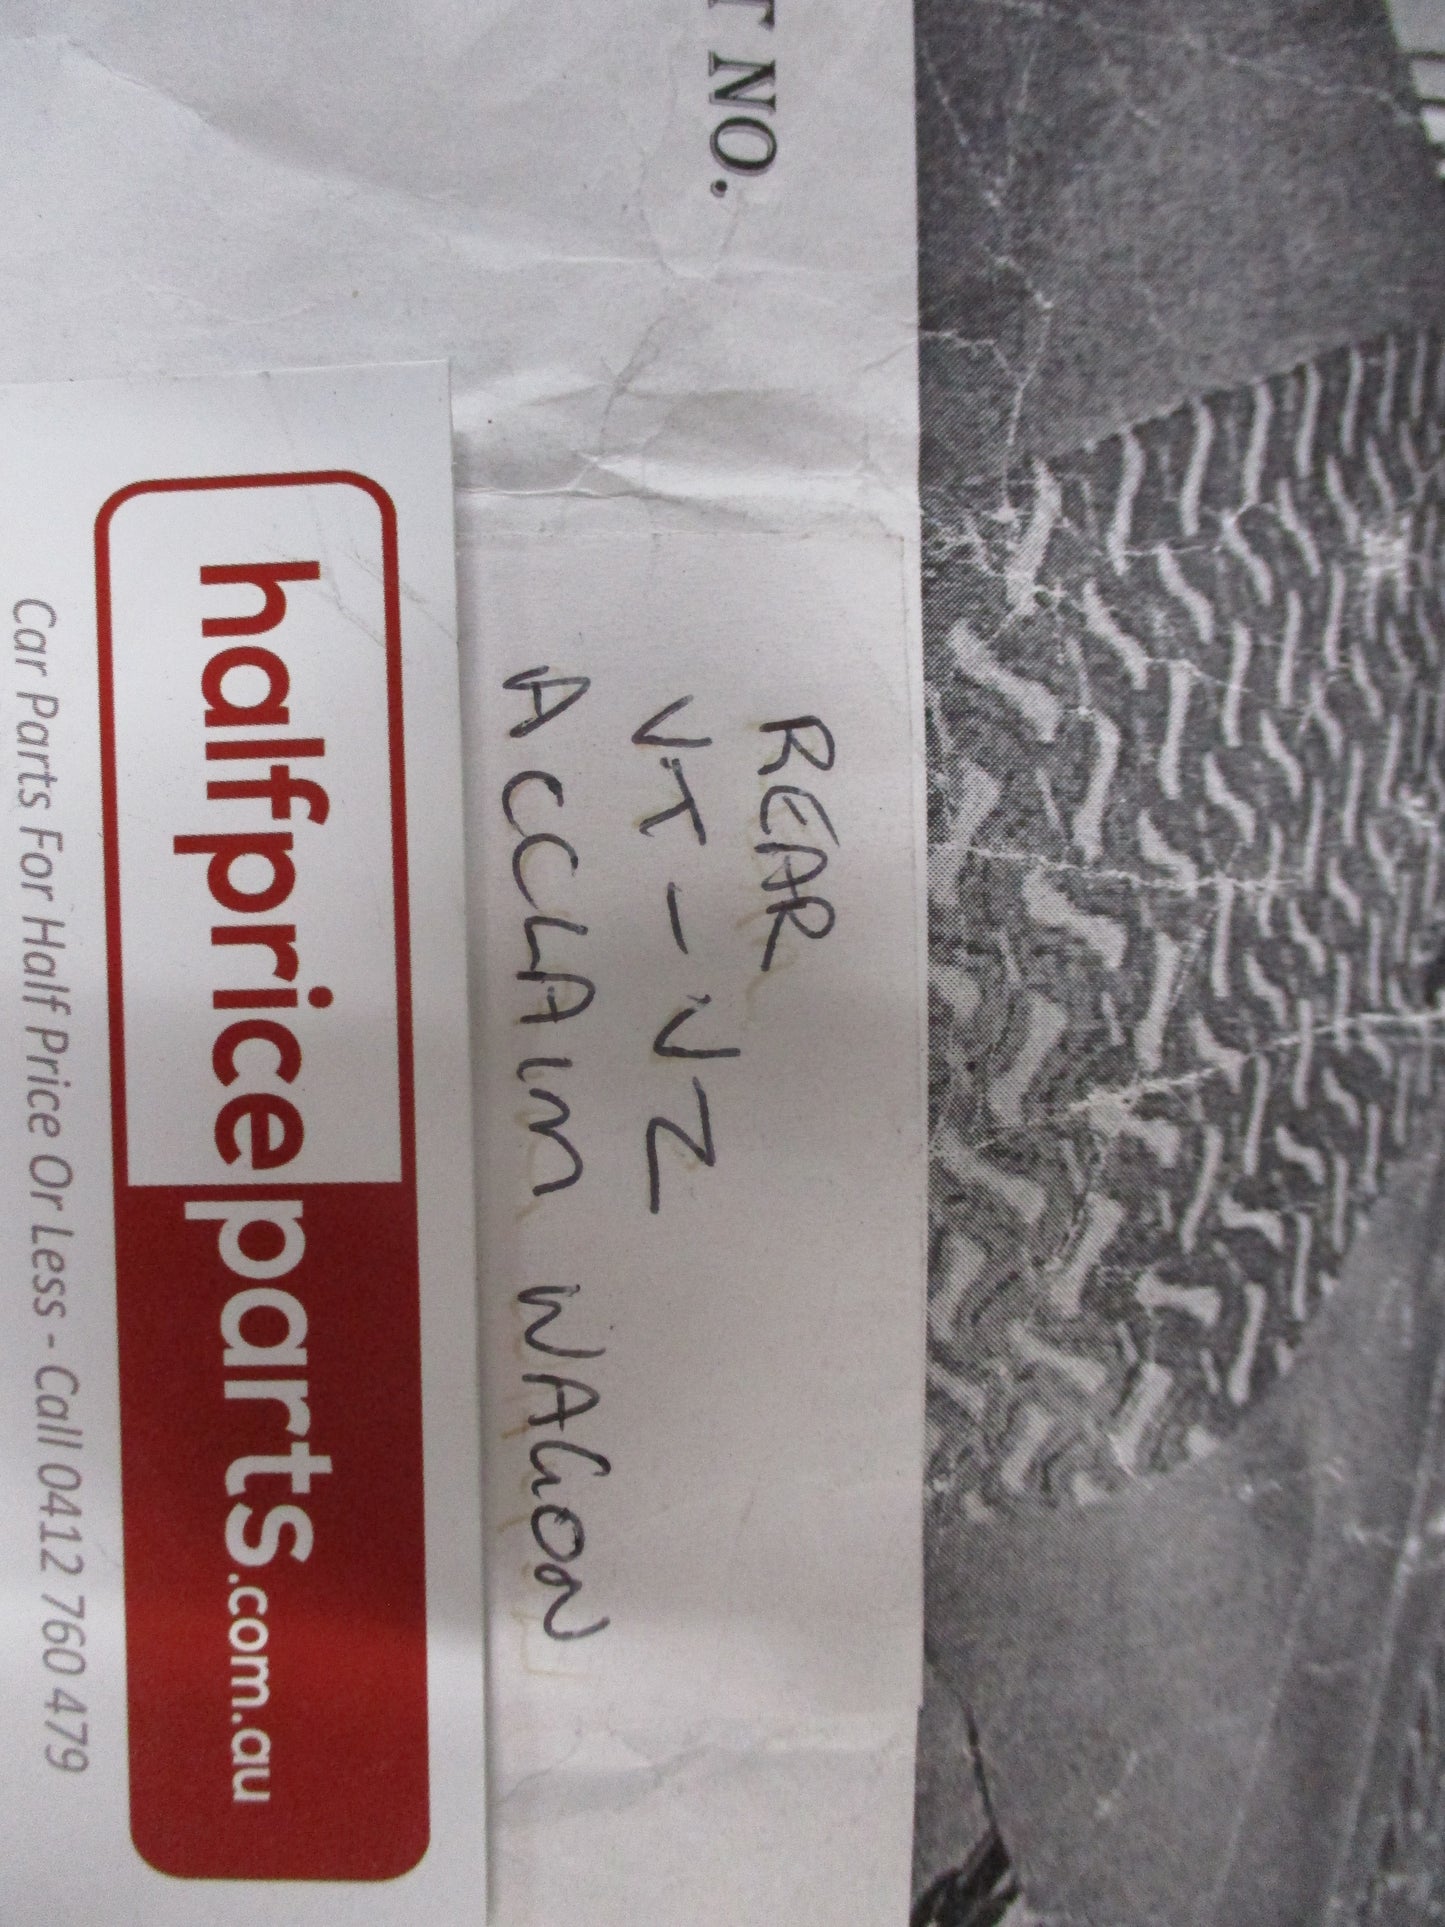 T NO.
REAR
VT - VZ
ACCLAIM WAGON
halfpriceparts.com.au
Car Parts For Half Price Or Less - Call 0412 760 479